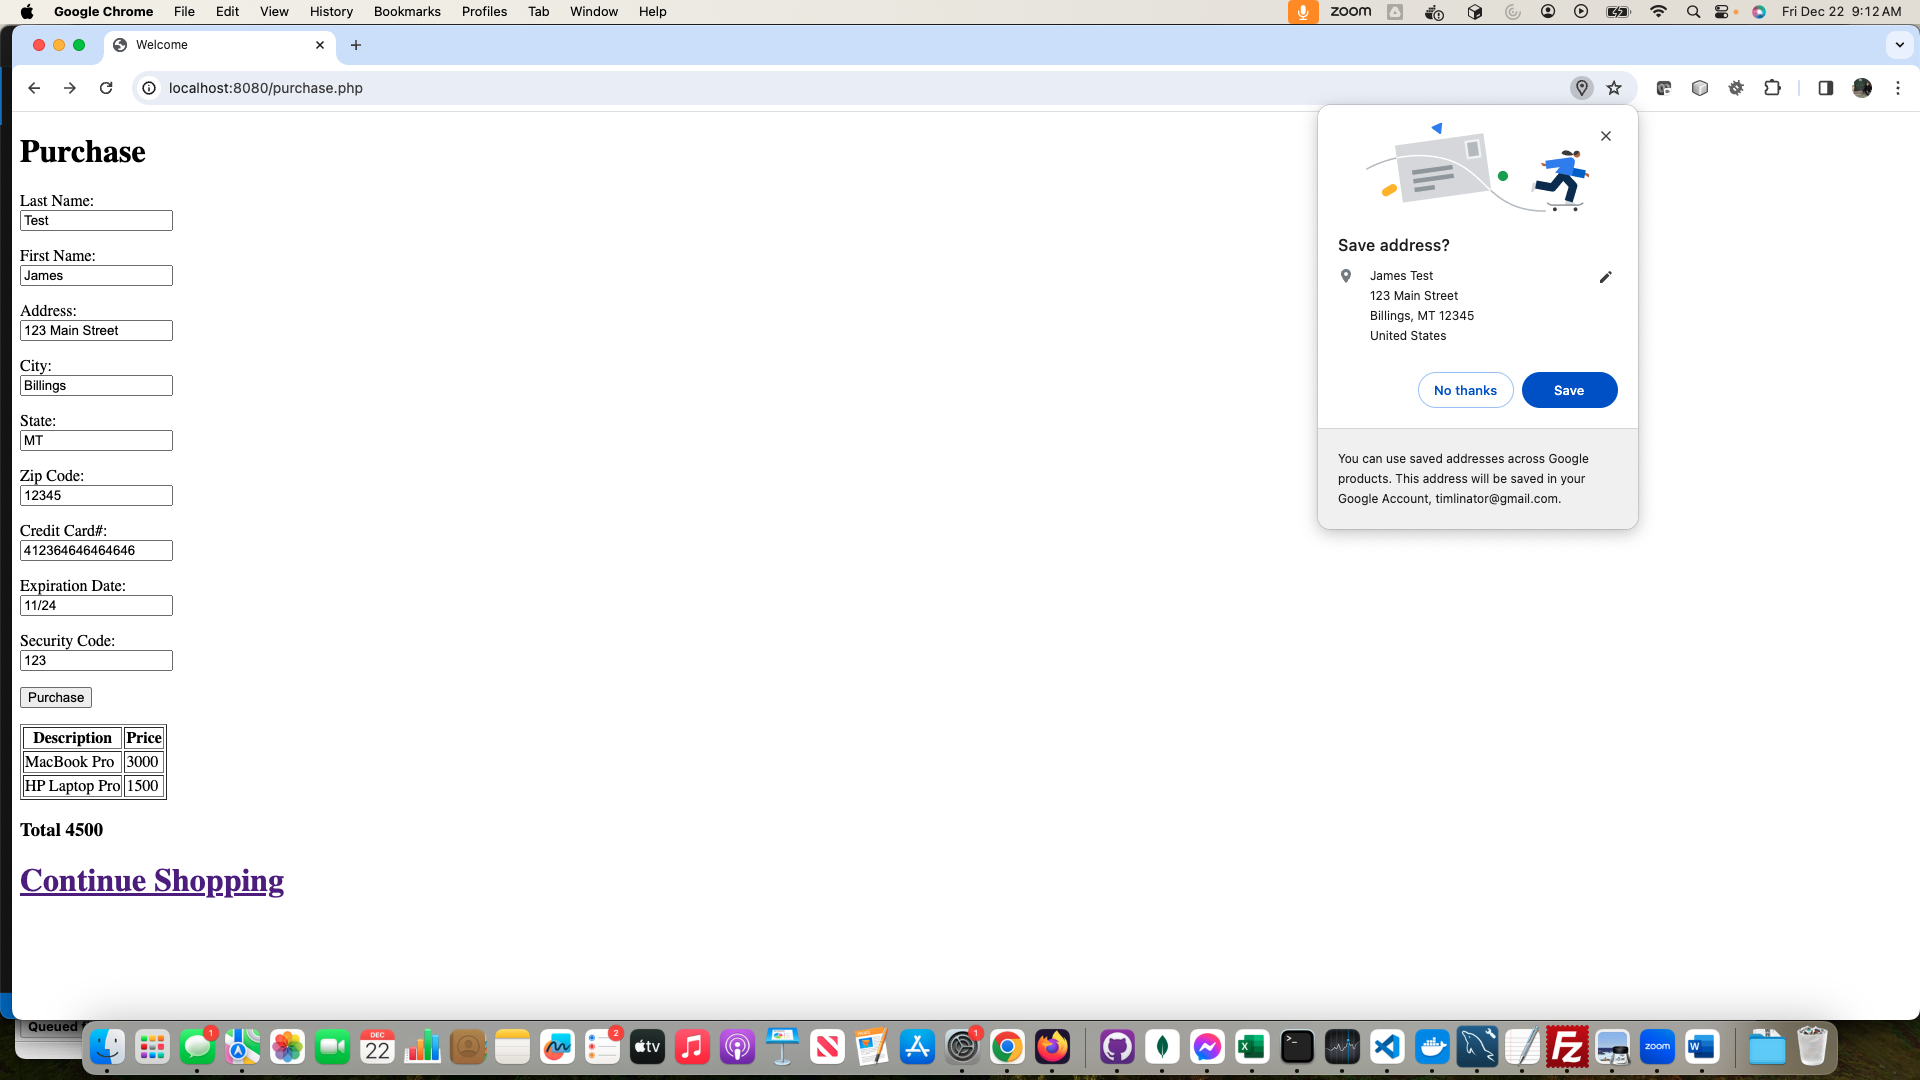 Google Chrome File Edit View History Bookmarks Profiles Tab Window Help
zoom Fri Dec 22 9:12 AM
Welcome
localhost:8080/purchase.php
Purchase
Last Name:
Test
First Name:
James
Address:
123 Main Street
City:
Billings
State:
MT
Zip Code:
12345
Credit Card#:
412364646464646
Expiration Date:
11/24
Security Code:
123
Purchase
Description Price
MacBook Pro 3000
HP Laptop Pro 1500
Total 4500
Continue Shopping
Save address?
James Test
123 Main Street
Billings, MT 12345
United States
No thanks Save
You can use saved addresses across Google
products. This address will be saved in your
Google Account, timlinator@gmail.com.
Queued
1 DEC 22 2 tv 1 zoom W